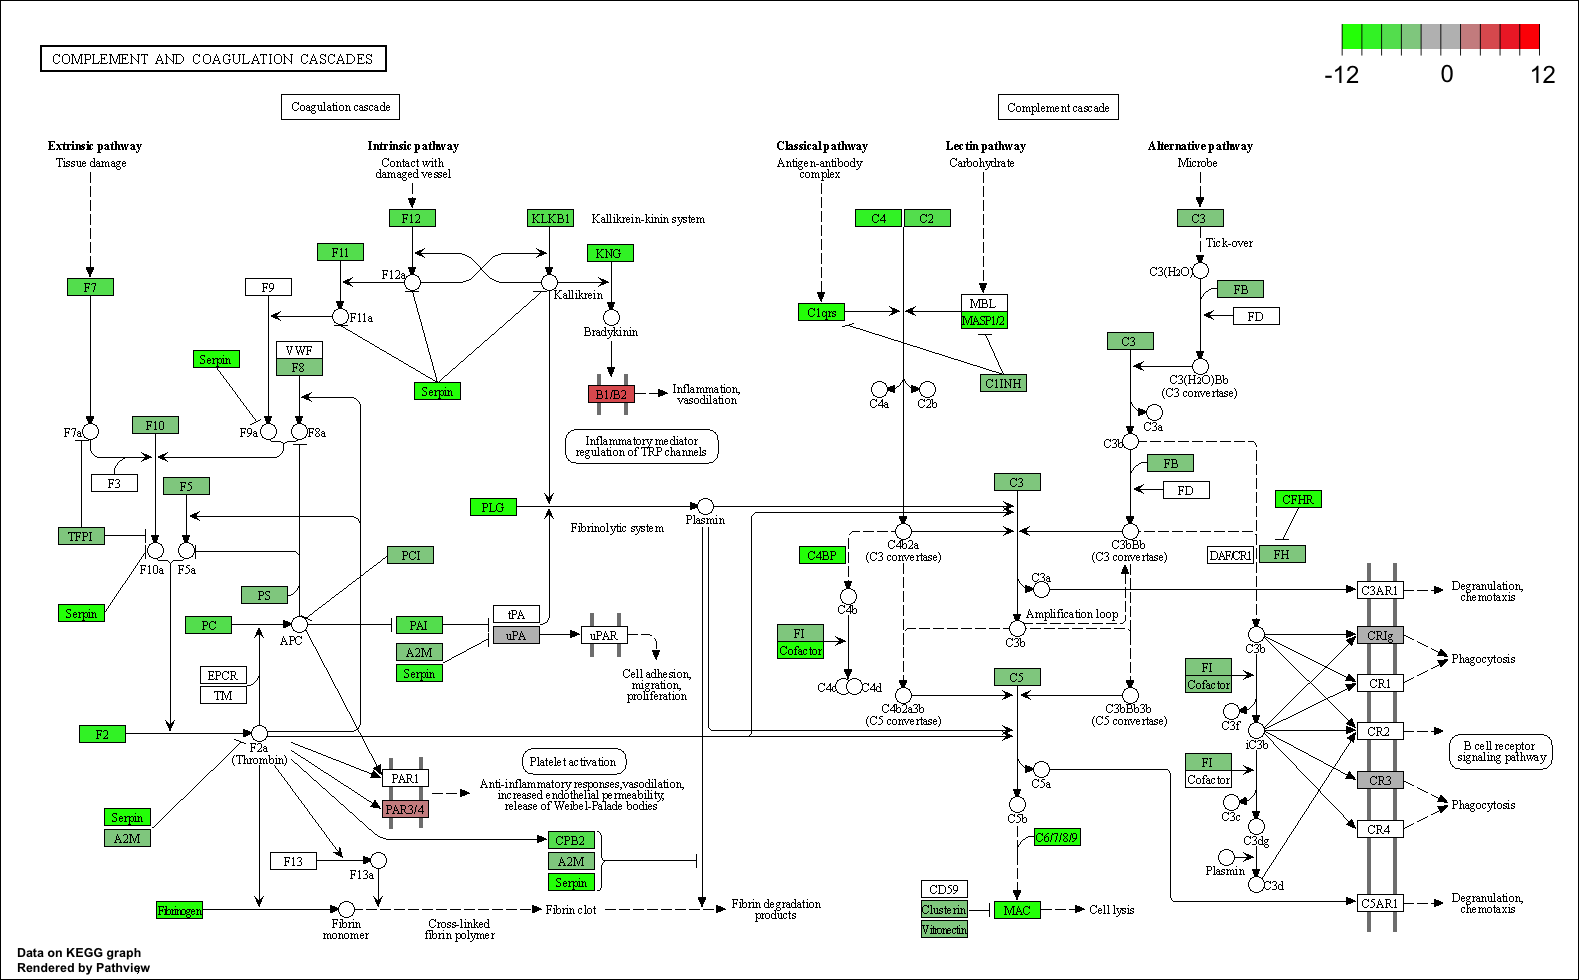 COMPLEMENT AND COAGULATION CASCADES
-12 0 12
Coagulation cascade
Complement cascade
Extrinsic pathway
Tissue damage
Intrinsic pathway
Contact with
damaged vessel
Classical pathway
Antigen-antibody
complex
Lectin pathway
Carbohydrate
Alternative pathway
Microbe
F12
KLKB1
Kallikrein-kinin system
C4
C2
C3
Tick-over
F11
KNG
F12a
Kallikrein
C3(H2O)
F7
F9
FB
MBL
C1qrs
MASP1/2
FD
F11a
Bradykinin
VWF
Serpin
F8
C3
C3(H2O)Bb
(C3 convertase)
Serpin
B1/B2
Inflammation,
vasodilation
C1INH
C4a
C2b
C3a
F7a
F10
F9a
F8a
Inflammatory mediator
regulation of TRP channels
C3b
FB
F3
F5
C3
FD
PLG
Plasmin
Fibrinolytic system
CFHR
TFPI
F10a
F5a
PCI
C4BP
C4b2a
(C3 convertase)
C3bBb
(C3 convertase)
DAF/CR1
FH
C3a
C3AR1
Degranulation,
chemotaxis
PS
C4b
Serpin
tPA
Amplification loop
PC
APC
PAI
uPA
uPAR
FI
Cofactor
C3b
C3b
CRIg
Phagocytosis
A2M
Serpin
Cell adhesion,
migration,
proliferation
EPCR
TM
C4c
C4d
C5
FI
Cofactor
CR1
C4b2a3b
(C5 convertase)
C3bBb3b
(C5 convertase)
C3f
F2
F2a
(Thrombin)
iC3b
CR2
B cell receptor
signaling pathway
Platelet activation
PAR1
Anti-inflammatory responses,vasodilation,
increased endothelial permeability,
release of Weibel-Palade bodies
PAR3/4
C5a
FI
Cofactor
CR3
C5b
C3c
Phagocytosis
Serpin
A2M
CPB2
A2M
Serpin
C6/7/8/9
C3dg
CR4
F13
F13a
Plasmin
C3d
CD59
Clusterin
Vitronectin
MAC
Cell lysis
C5AR1
Degranulation,
chemotaxis
Fibrinogen
Fibrin
monomer
Cross-linked
fibrin polymer
Fibrin clot
Fibrin degradation
products
Data on KEGG graph
Rendered by Pathview